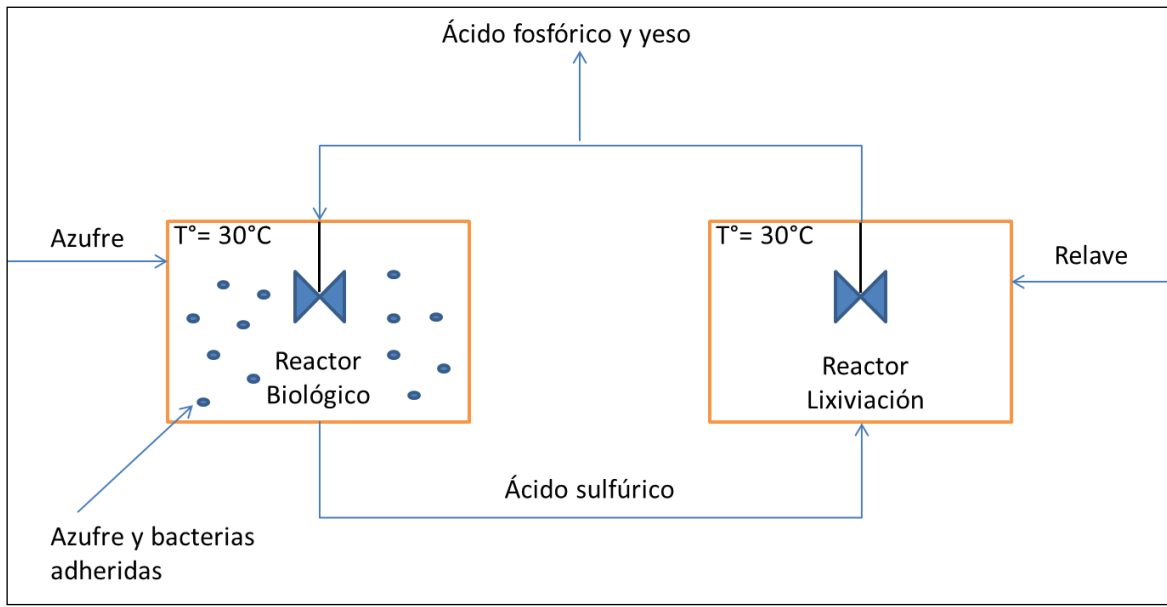 Ácido fosfórico y yeso
Azufre
T°= 30°C
Reactor
Biológico
T°= 30°C
Reactor
Lixiviación
Relave
Ácido sulfúrico
Azufre y bacterias
adheridas